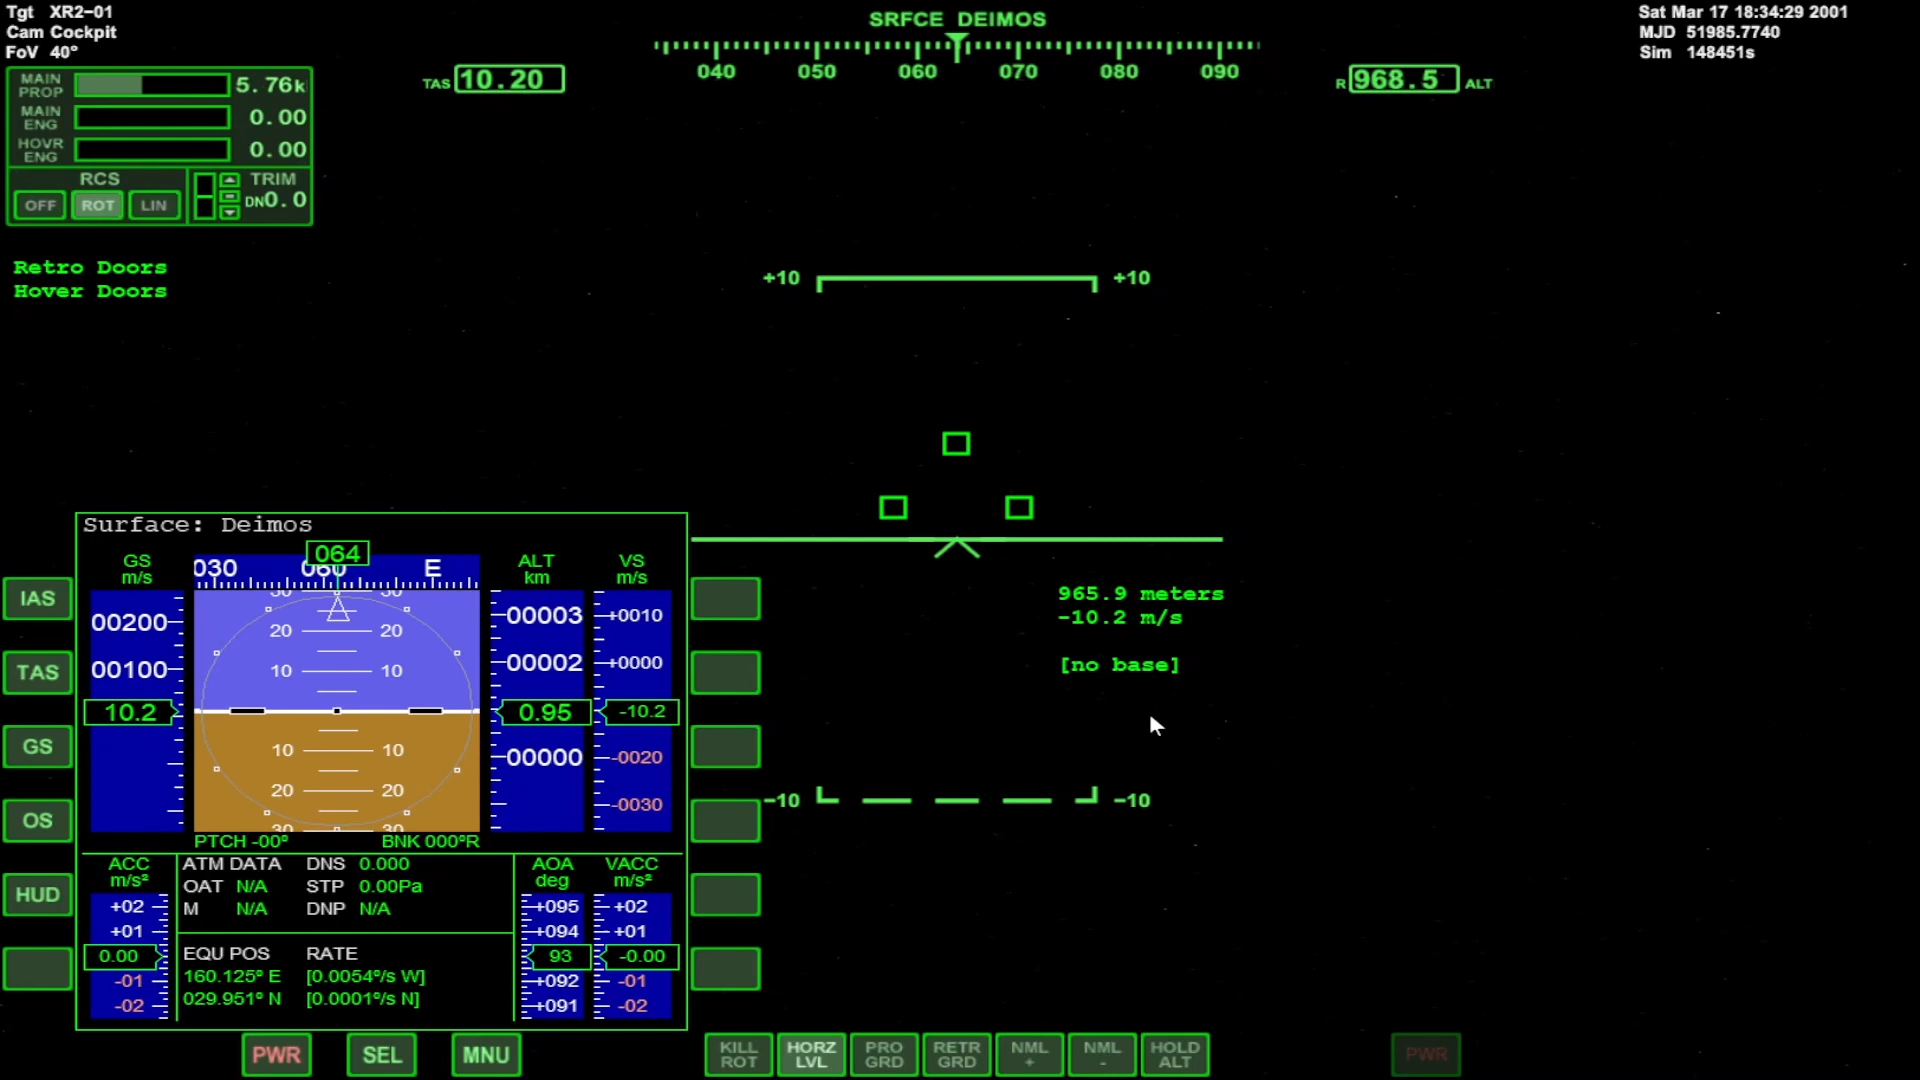 Tgt XR2-01
Cam Cockpit
FoV 40°
SRFCE DEIMOS
Sat Mar 17 18:34:29 2001
MJD 51985.7740
Sim 148451s
040 050 060 070 080 090
TAS 10.20
R 968.5 ALT
MAIN PROP 5.76k
MAIN ENG 0.00
HOVR ENG 0.00
RCS
OFF ROT LIN
TRIM
DN 0.0
Retro Doors
Hover Doors
+10 +10
Surface: Deimos
GS m/s
030 060 E
064
ALT km
VS m/s
00200
00100
10.2
30 30
20 20
10 10
10 10
20 20
30 30
00003
00002
0.95
00000
+0010
+0000
-10.2
-0020
-0030
PTCH -00° BNK 000°R
ACC m/s²
+02
+01
0.00
-01
-02
ATM DATA DNS 0.000
OAT N/A STP 0.00Pa
M N/A DNP N/A
EQU POS RATE
160.125° E [0.0054°/s W]
029.951° N [0.0001°/s N]
AOA deg
+095
+094
93
+092
+091
VACC m/s²
+02
+01
-0.00
-01
-02
IAS
TAS
GS
OS
HUD
965.9 meters
-10.2 m/s
[no base]
-10 -10
PWR SEL MNU
KILL ROT
HORZ LVL
PRO GRD
RETR GRD
NML +
NML -
HOLD ALT
PWR